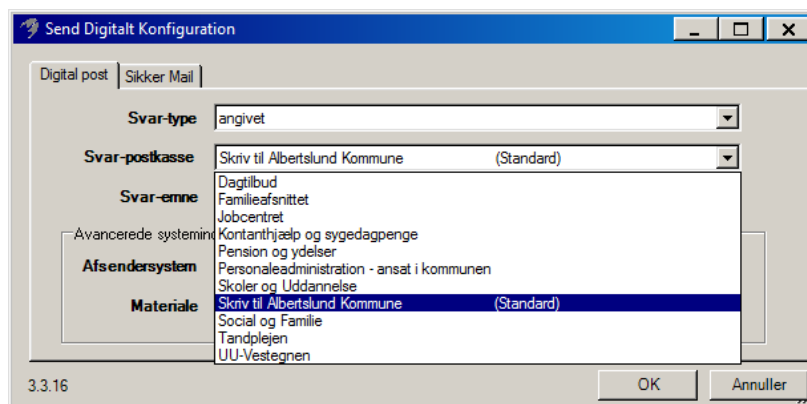 Send Digitalt Konfiguration
Digital post Sikker Mail
Svar-type angivet
Svar-postkasse Skriv til Albertslund Kommune (Standard)
Svar-emne
Dagtilbud
Familieafsnittet
Jobcentret
Kontanthjælp og sygedagpenge
Pension og ydelser
Personaleadministration - ansat i kommunen
Skoler og Uddannelse
Skriv til Albertslund Kommune (Standard)
Social og Familie
Tandplejen
UU-Vestegnen
Avancerede systemind
Afsendersystem
Materiale
3.3.16 OK Annuller